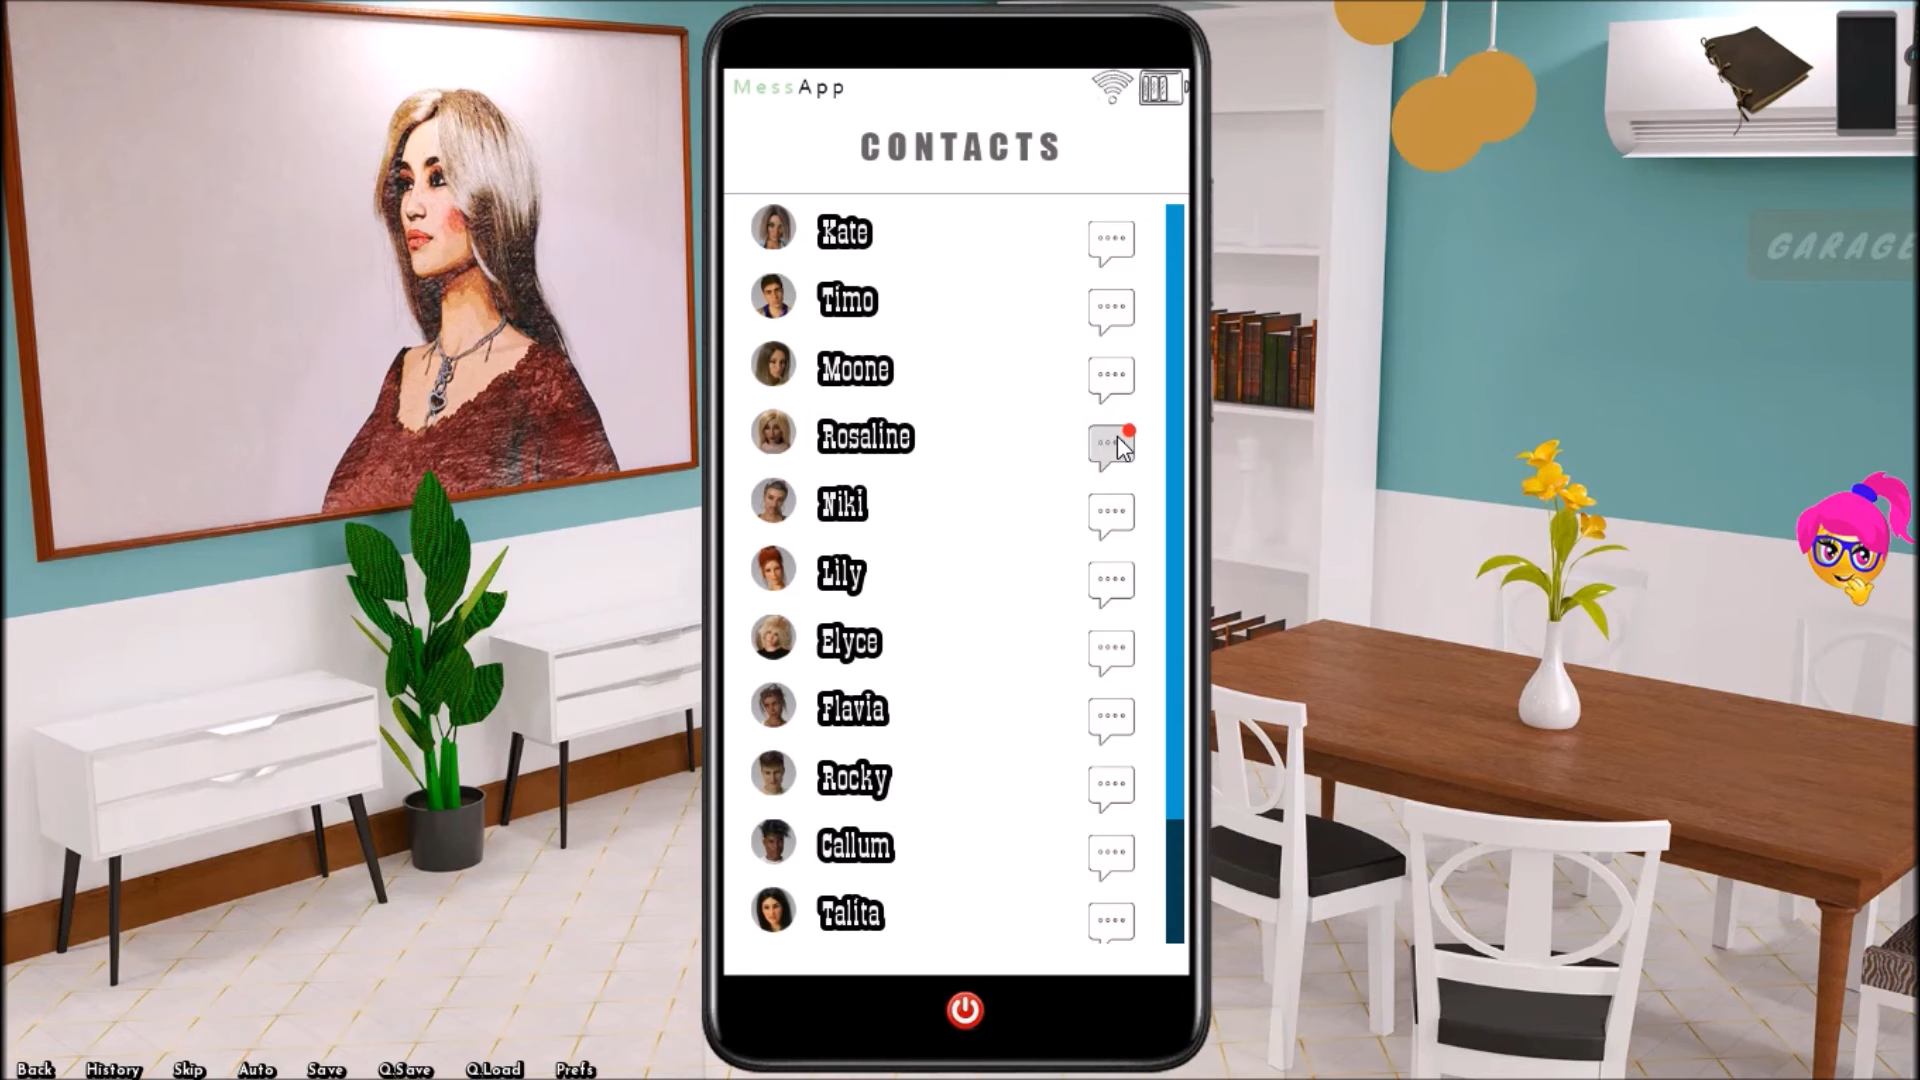 MessApp
CONTACTS
Kate
Timo
Moone
Rosaline
Niki
Lily
Elyce
Flavia
Rocky
Callum
Talita
GARAGE
Back History Skip Auto Save Q.Save Q.Load Prefs